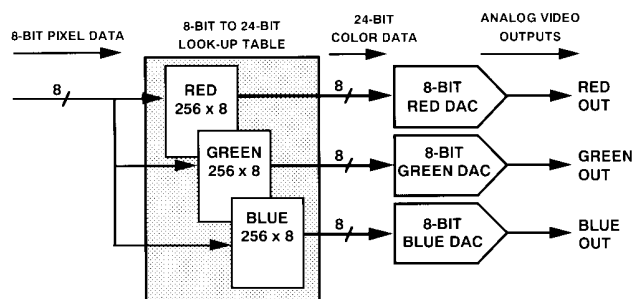 8-BIT PIXEL DATA
8-BIT TO 24-BIT
LOOK-UP TABLE
24-BIT
COLOR DATA
ANALOG VIDEO
OUTPUTS
8
RED
256 x 8
8
8-BIT
RED DAC
RED
OUT
GREEN
256 x 8
8
8-BIT
GREEN DAC
GREEN
OUT
BLUE
256 x 8
8
8-BIT
BLUE DAC
BLUE
OUT